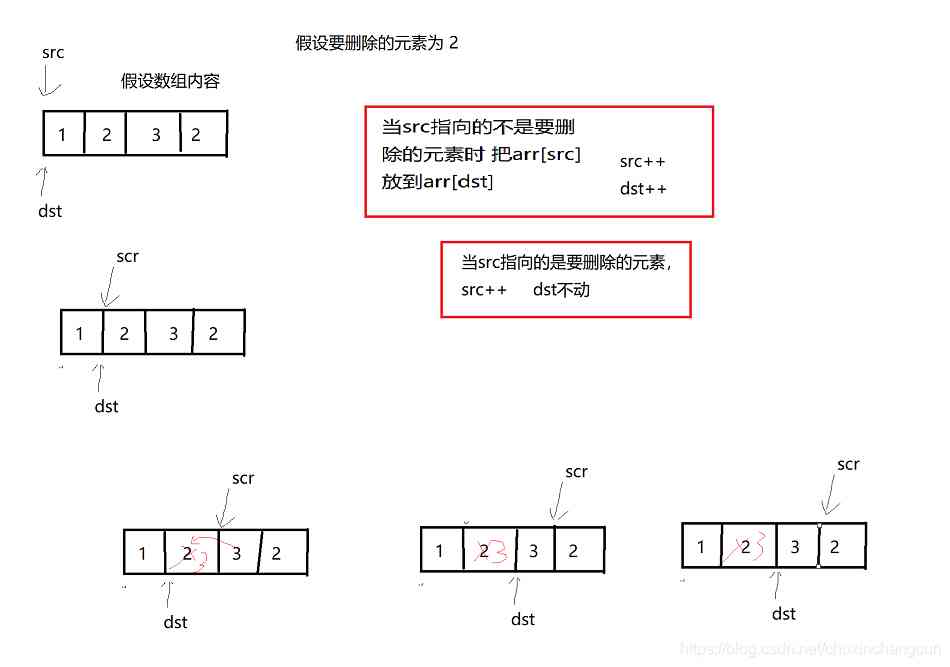 假设要删除的元素为 2
src
假设数组内容
1 2 3 2
dst
当src指向的不是要删
除的元素时 把arr[src]
放到arr[dst]
src++
dst++
当src指向的是要删除的元素，
src++ dst不动
scr
1 2 3 2
dst
scr
1 2 3 3 2
dst
scr
1 2 3 3 2
dst
scr
1 2 3 3 2
dst